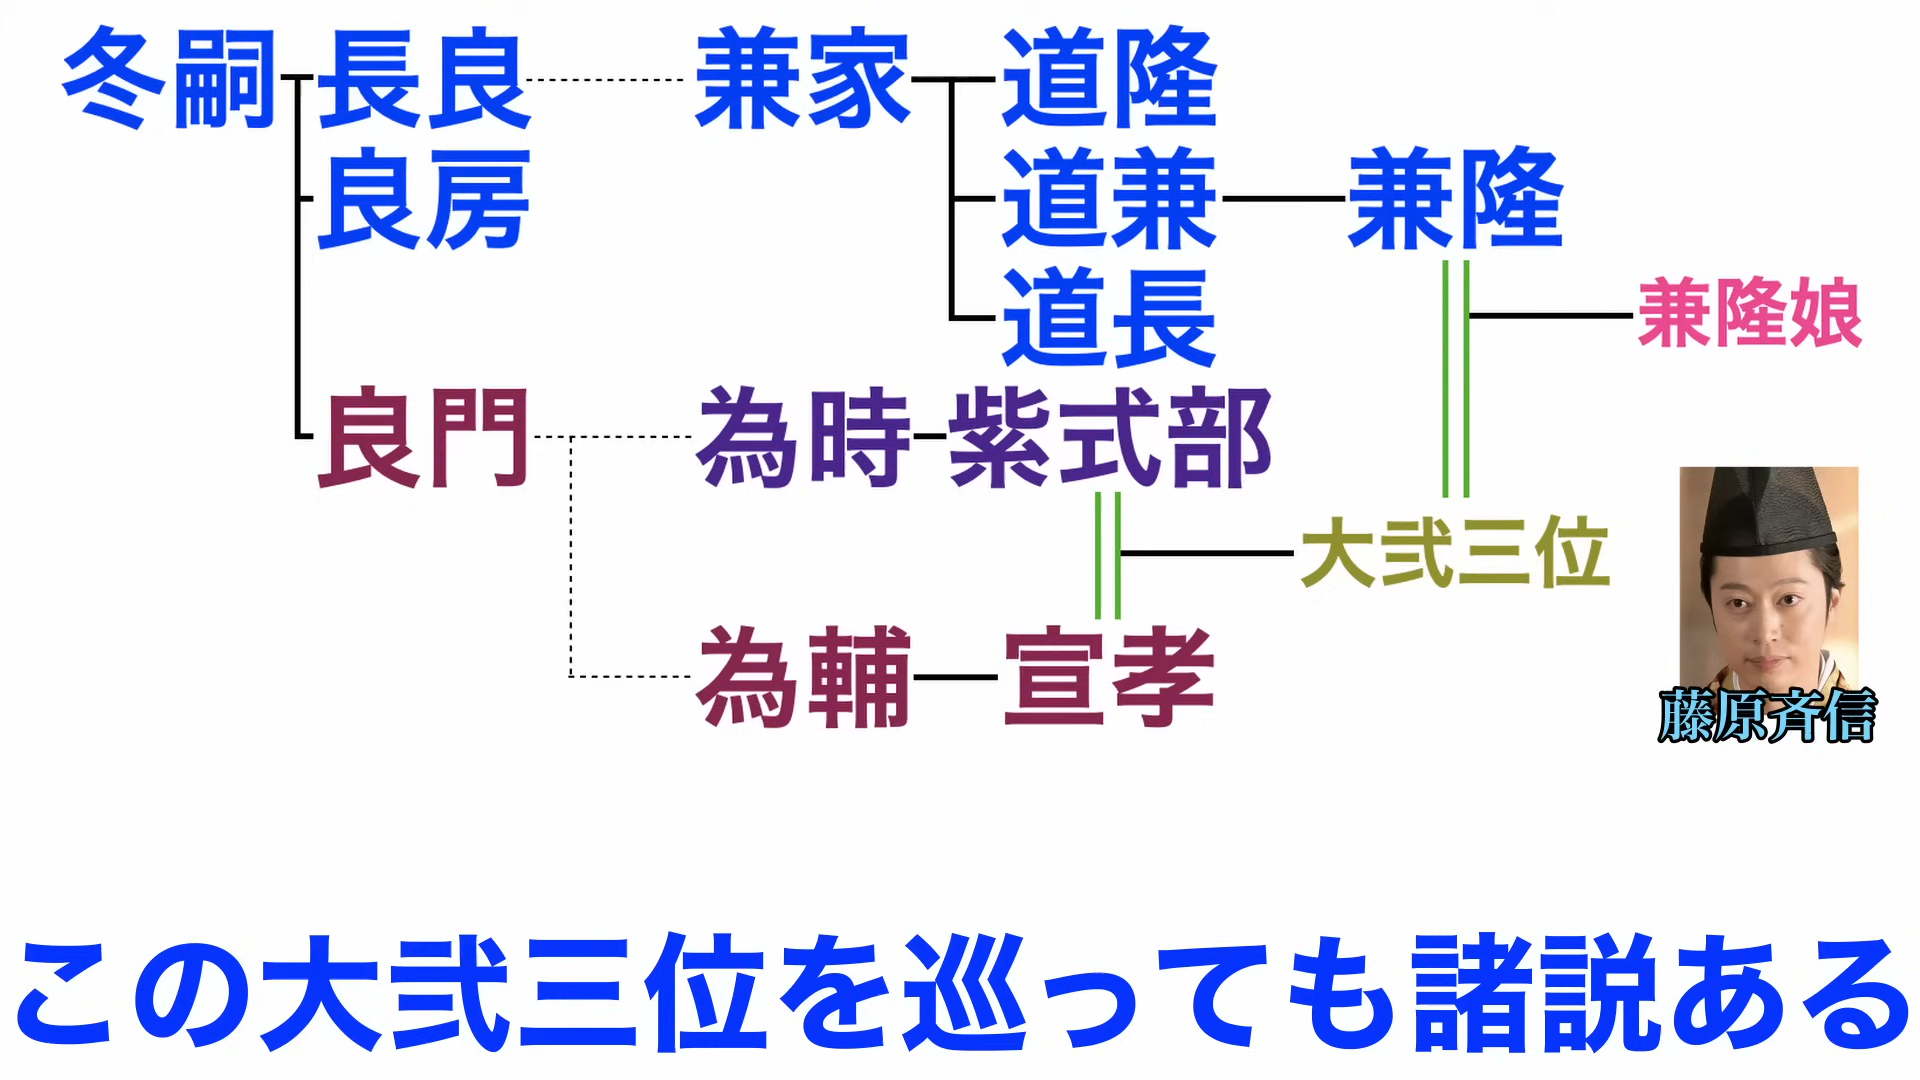 冬嗣 長良 兼家 道隆
良房 道兼 兼隆
道長 兼隆娘
良門 為時 紫式部
大弐三位
為輔 宣孝
藤原斉信
この大弐三位を巡っても諸説ある